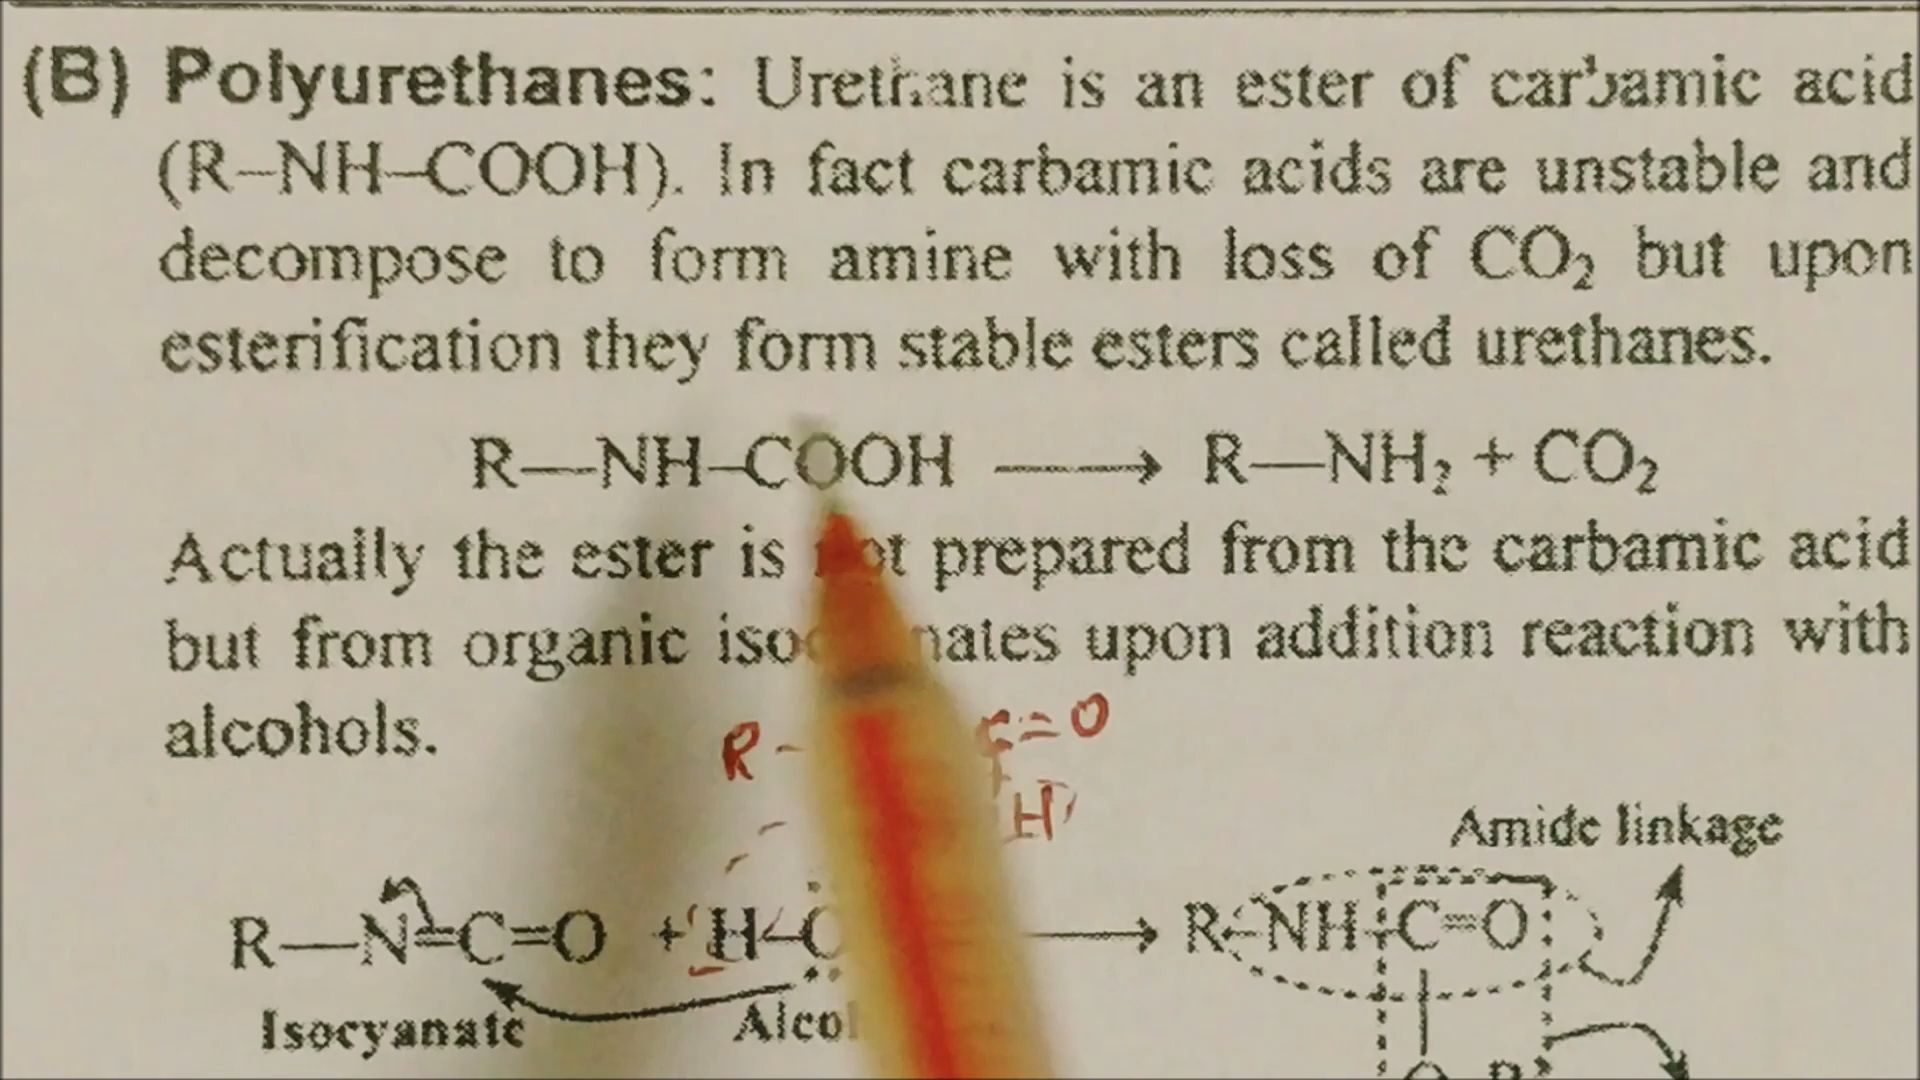 (B) Polyurethanes: Urethane is an ester of carbamic acid
(R–NH–COOH). In fact carbamic acids are unstable and
decompose to form amine with loss of CO₂ but upon
esterification they form stable esters called urethanes.
R—NH–COOH ⟶ R—NH₂ + CO₂
Actually the ester is not prepared from the carbamic acid
but from organic upon addition reaction with
alcohols.
R – C=O
H
Amide linkage
R—N=C=O + H–O ⟶ R–NH–C=O
Isocyanate